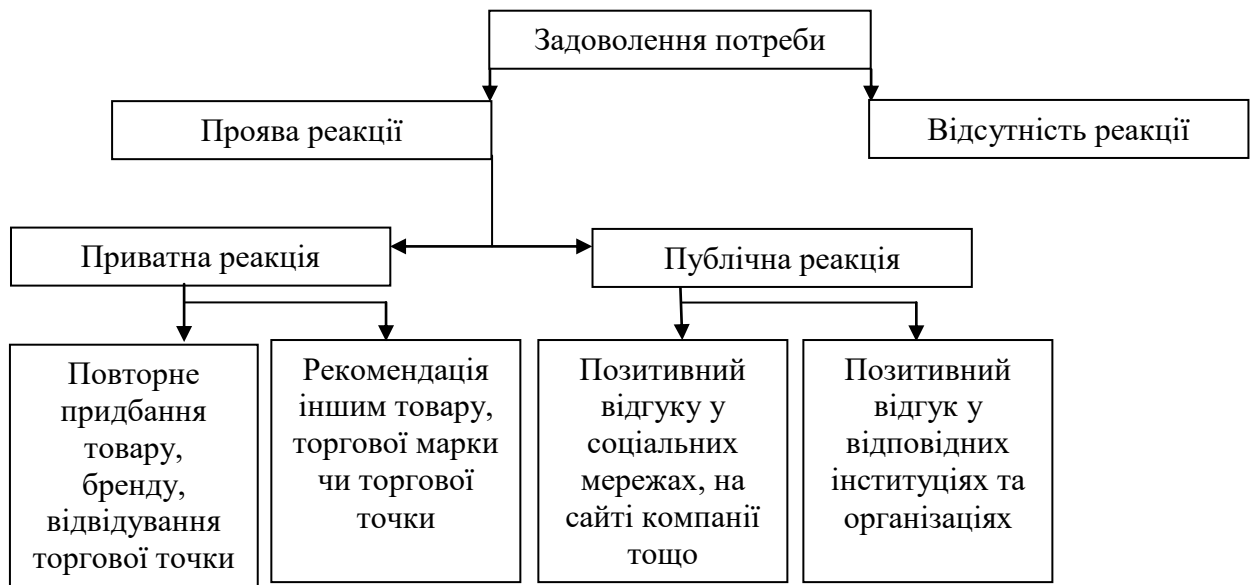 Задоволення потреби
Проява реакції
Відсутність реакції
Приватна реакція
Публічна реакція
Повторне
придбання
товару,
бренду,
відвідування
торгової точки
Рекомендація
іншим товару,
торгової марки
чи торгової
точки
Позитивний
відгуку у
соціальних
мережах, на
сайті компанії
тощо
Позитивний
відгук у
відповідних
інституціях та
організаціях